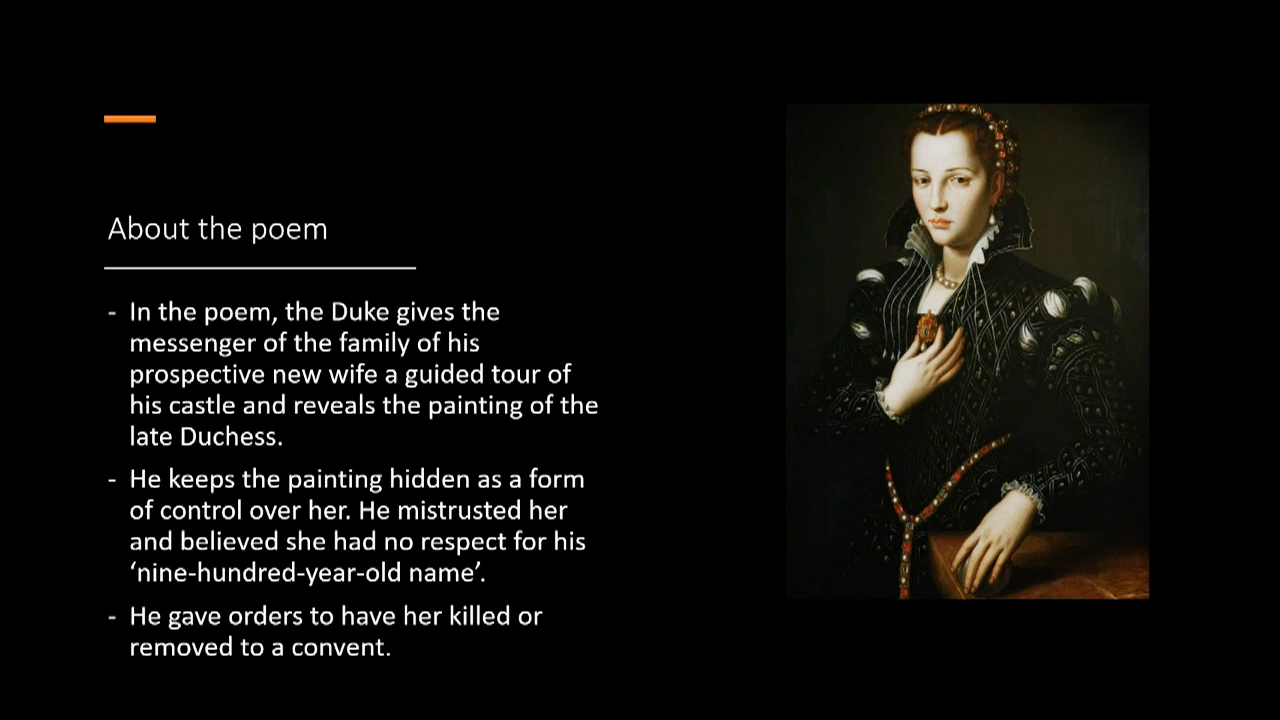 About the poem
- In the poem, the Duke gives the
messenger of the family of his
prospective new wife a guided tour of
his castle and reveals the painting of the
late Duchess.
- He keeps the painting hidden as a form
of control over her. He mistrusted her
and believed she had no respect for his
‘nine-hundred-year-old name’.
- He gave orders to have her killed or
removed to a convent.